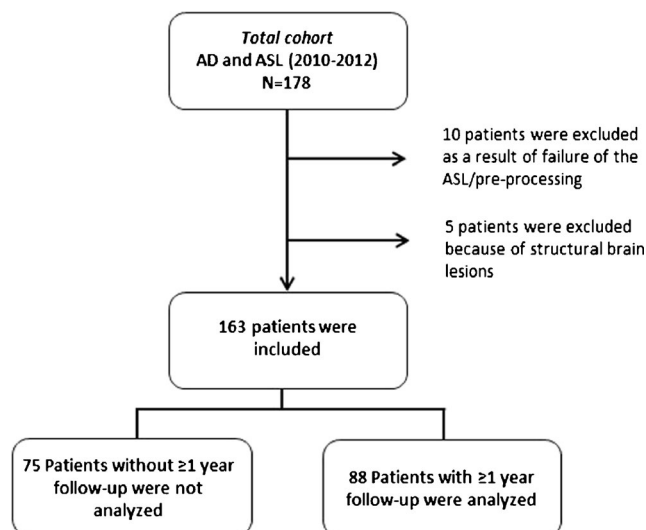 Total cohort
AD and ASL (2010-2012)
N=178
10 patients were excluded
as a result of failure of the
ASL/pre-processing
5 patients were excluded
because of structural brain
lesions
163 patients were
included
75 Patients without ≥1 year
follow-up were not
analyzed
88 Patients with ≥1 year
follow-up were analyzed